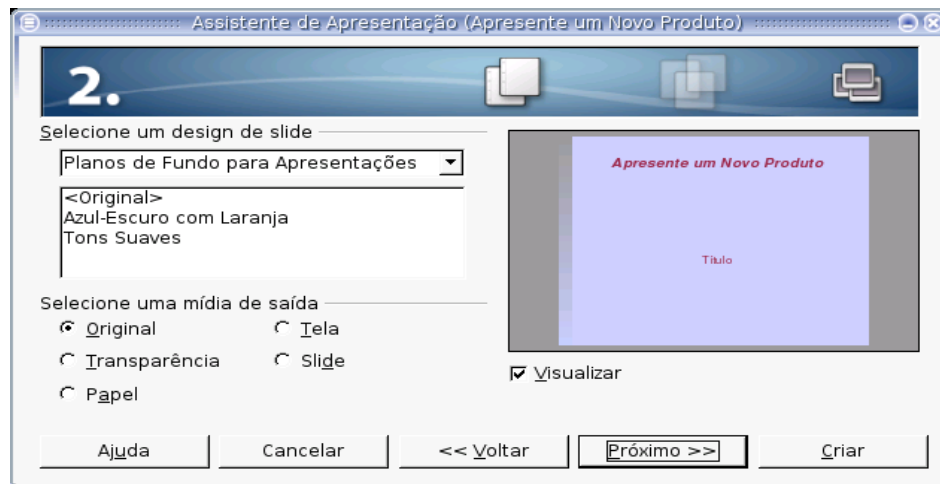 Assistente de Apresentação (Apresente um Novo Produto)
2.
Selecione um design de slide
Planos de Fundo para Apresentações
<Original>
Azul-Escuro com Laranja
Tons Suaves
Selecione uma mídia de saída
Original
Tela
Transparência
Slide
Papel
Apresente um Novo Produto
Título
Visualizar
Ajuda
Cancelar
<< Voltar
Próximo >>
Criar